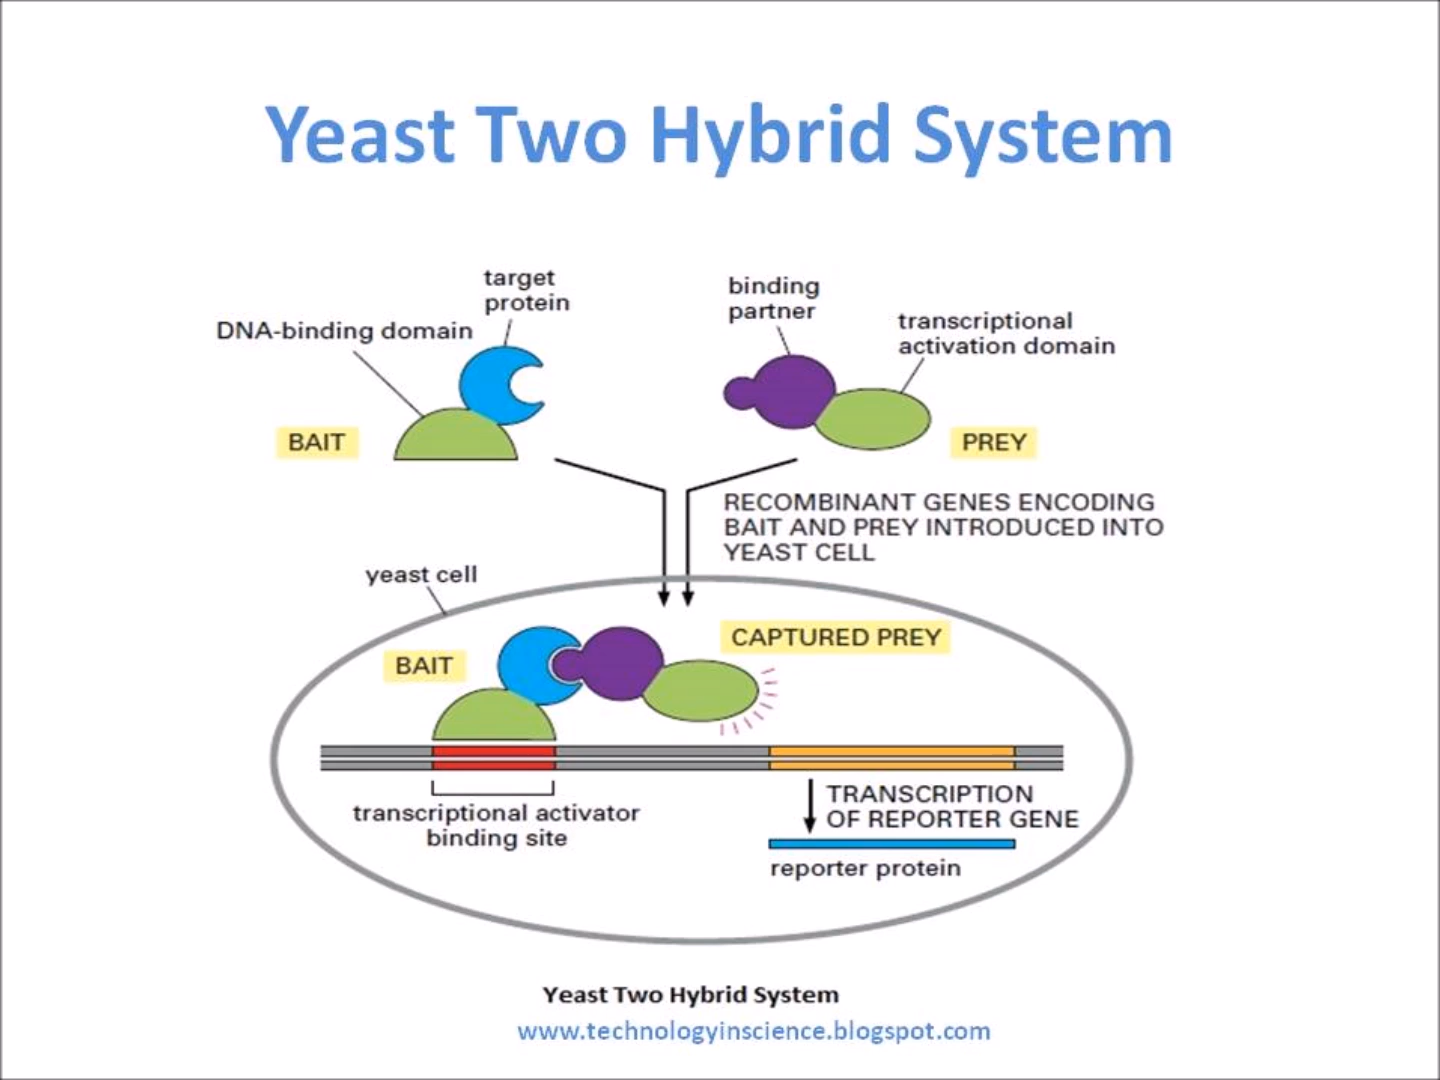 Yeast Two Hybrid System
target
protein
DNA-binding domain
binding
partner
transcriptional
activation domain
BAIT
PREY
RECOMBINANT GENES ENCODING
BAIT AND PREY INTRODUCED INTO
YEAST CELL
yeast cell
BAIT
CAPTURED PREY
transcriptional activator
binding site
TRANSCRIPTION
OF REPORTER GENE
reporter protein
Yeast Two Hybrid System
www.technologyinscience.blogspot.com